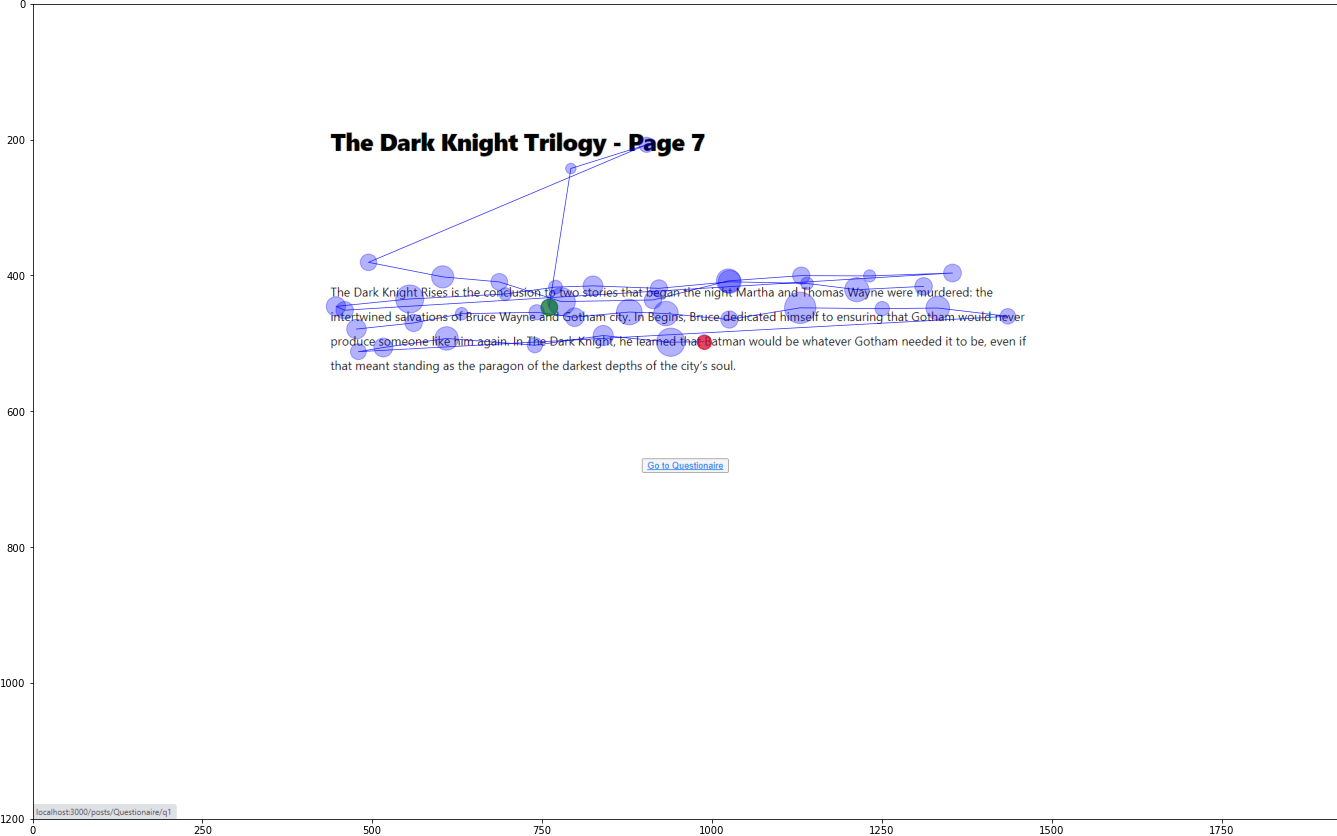 0
200
The Dark Knight Trilogy - Page 7
400
The Dark Knight Rises is the conclusion to two stories that began the night Martha and Thomas Wayne were murdered: the
intertwined salvations of Bruce Wayne and Gotham city. In Begins, Bruce dedicated himself to ensuring that Gotham would never
produce someone like him again. In The Dark Knight, he learned that Batman would be whatever Gotham needed it to be, even if
that meant standing as the paragon of the darkest depths of the city's soul.
600
Go to Questionaire
800
1000
localhost:3000/posts/Questionaire/q1
1200
0 250 500 750 1000 1250 1500 1750